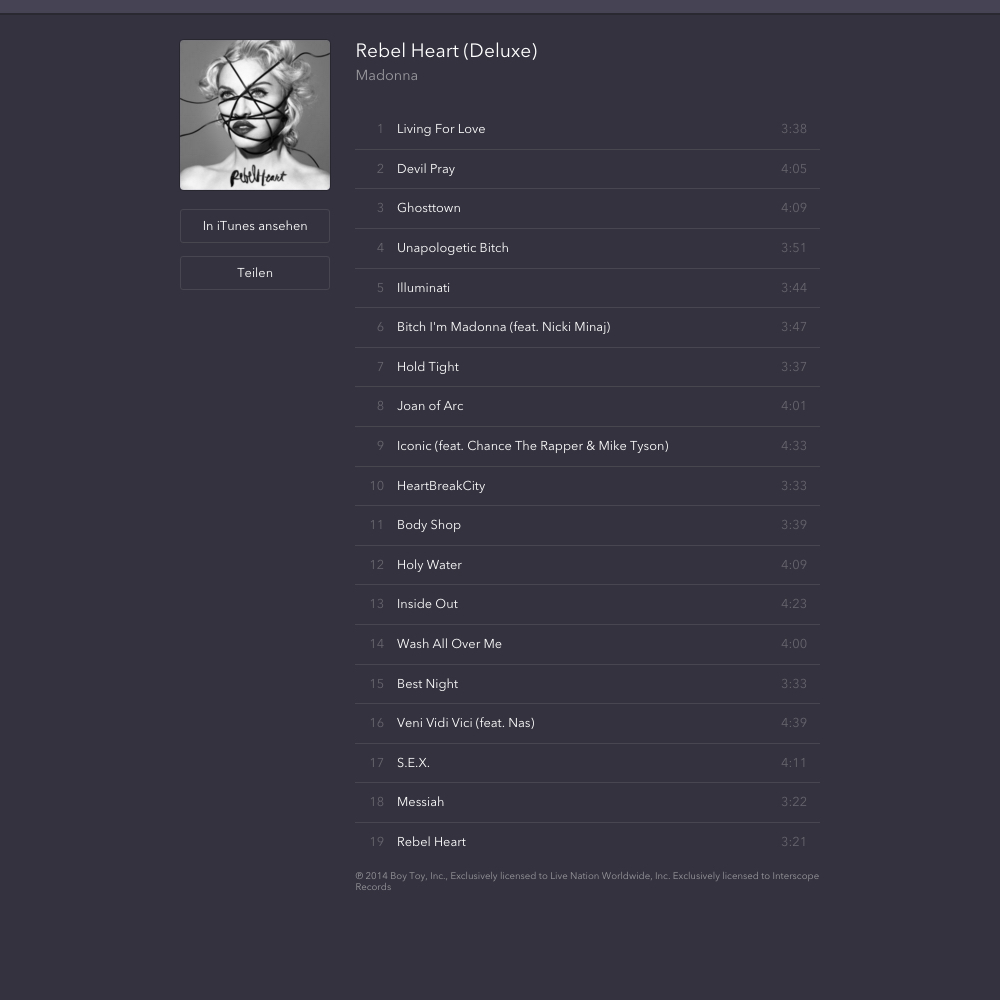 Rebel Heart (Deluxe)
Madonna
RebelHeart
In iTunes ansehen
Teilen
1 Living For Love 3:38
2 Devil Pray 4:05
3 Ghosttown 4:09
4 Unapologetic Bitch 3:51
5 Illuminati 3:44
6 Bitch I'm Madonna (feat. Nicki Minaj) 3:47
7 Hold Tight 3:37
8 Joan of Arc 4:01
9 Iconic (feat. Chance The Rapper & Mike Tyson) 4:33
10 HeartBreakCity 3:33
11 Body Shop 3:39
12 Holy Water 4:09
13 Inside Out 4:23
14 Wash All Over Me 4:00
15 Best Night 3:33
16 Veni Vidi Vici (feat. Nas) 4:39
17 S.E.X. 4:11
18 Messiah 3:22
19 Rebel Heart 3:21
℗ 2014 Boy Toy, Inc., Exclusively licensed to Live Nation Worldwide, Inc. Exclusively licensed to Interscope
Records